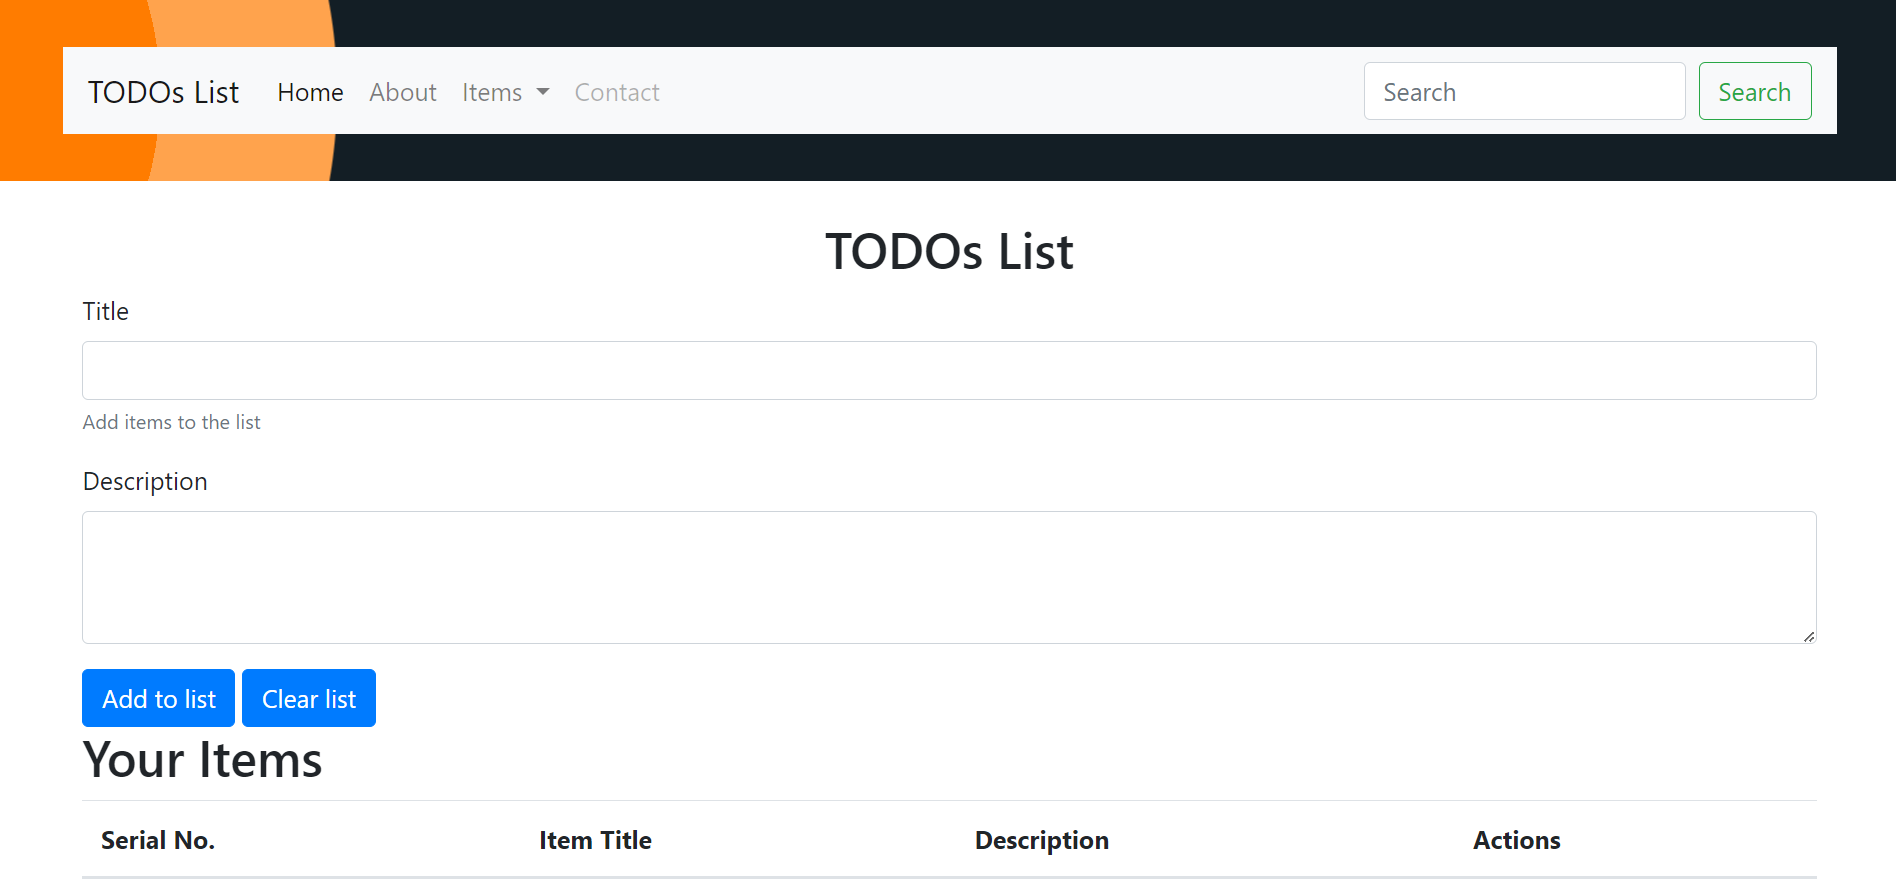 TODOs List Home About Items Contact Search Search
TODOs List
Title
Add items to the list
Description
Add to list Clear list
Your Items
Serial No. Item Title Description Actions